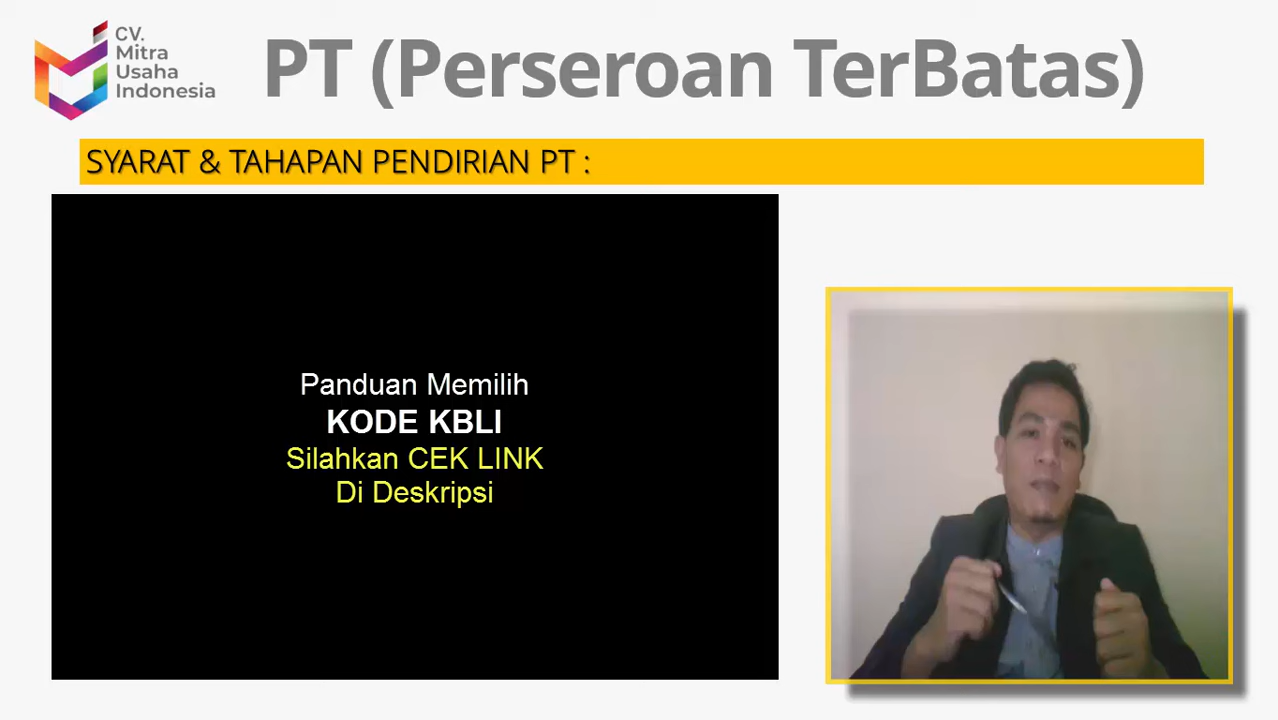 CV.
Mitra
Usaha
Indonesia
PT (Perseroan TerBatas)
SYARAT & TAHAPAN PENDIRIAN PT :
Panduan Memilih
KODE KBLI
Silahkan CEK LINK
Di Deskripsi